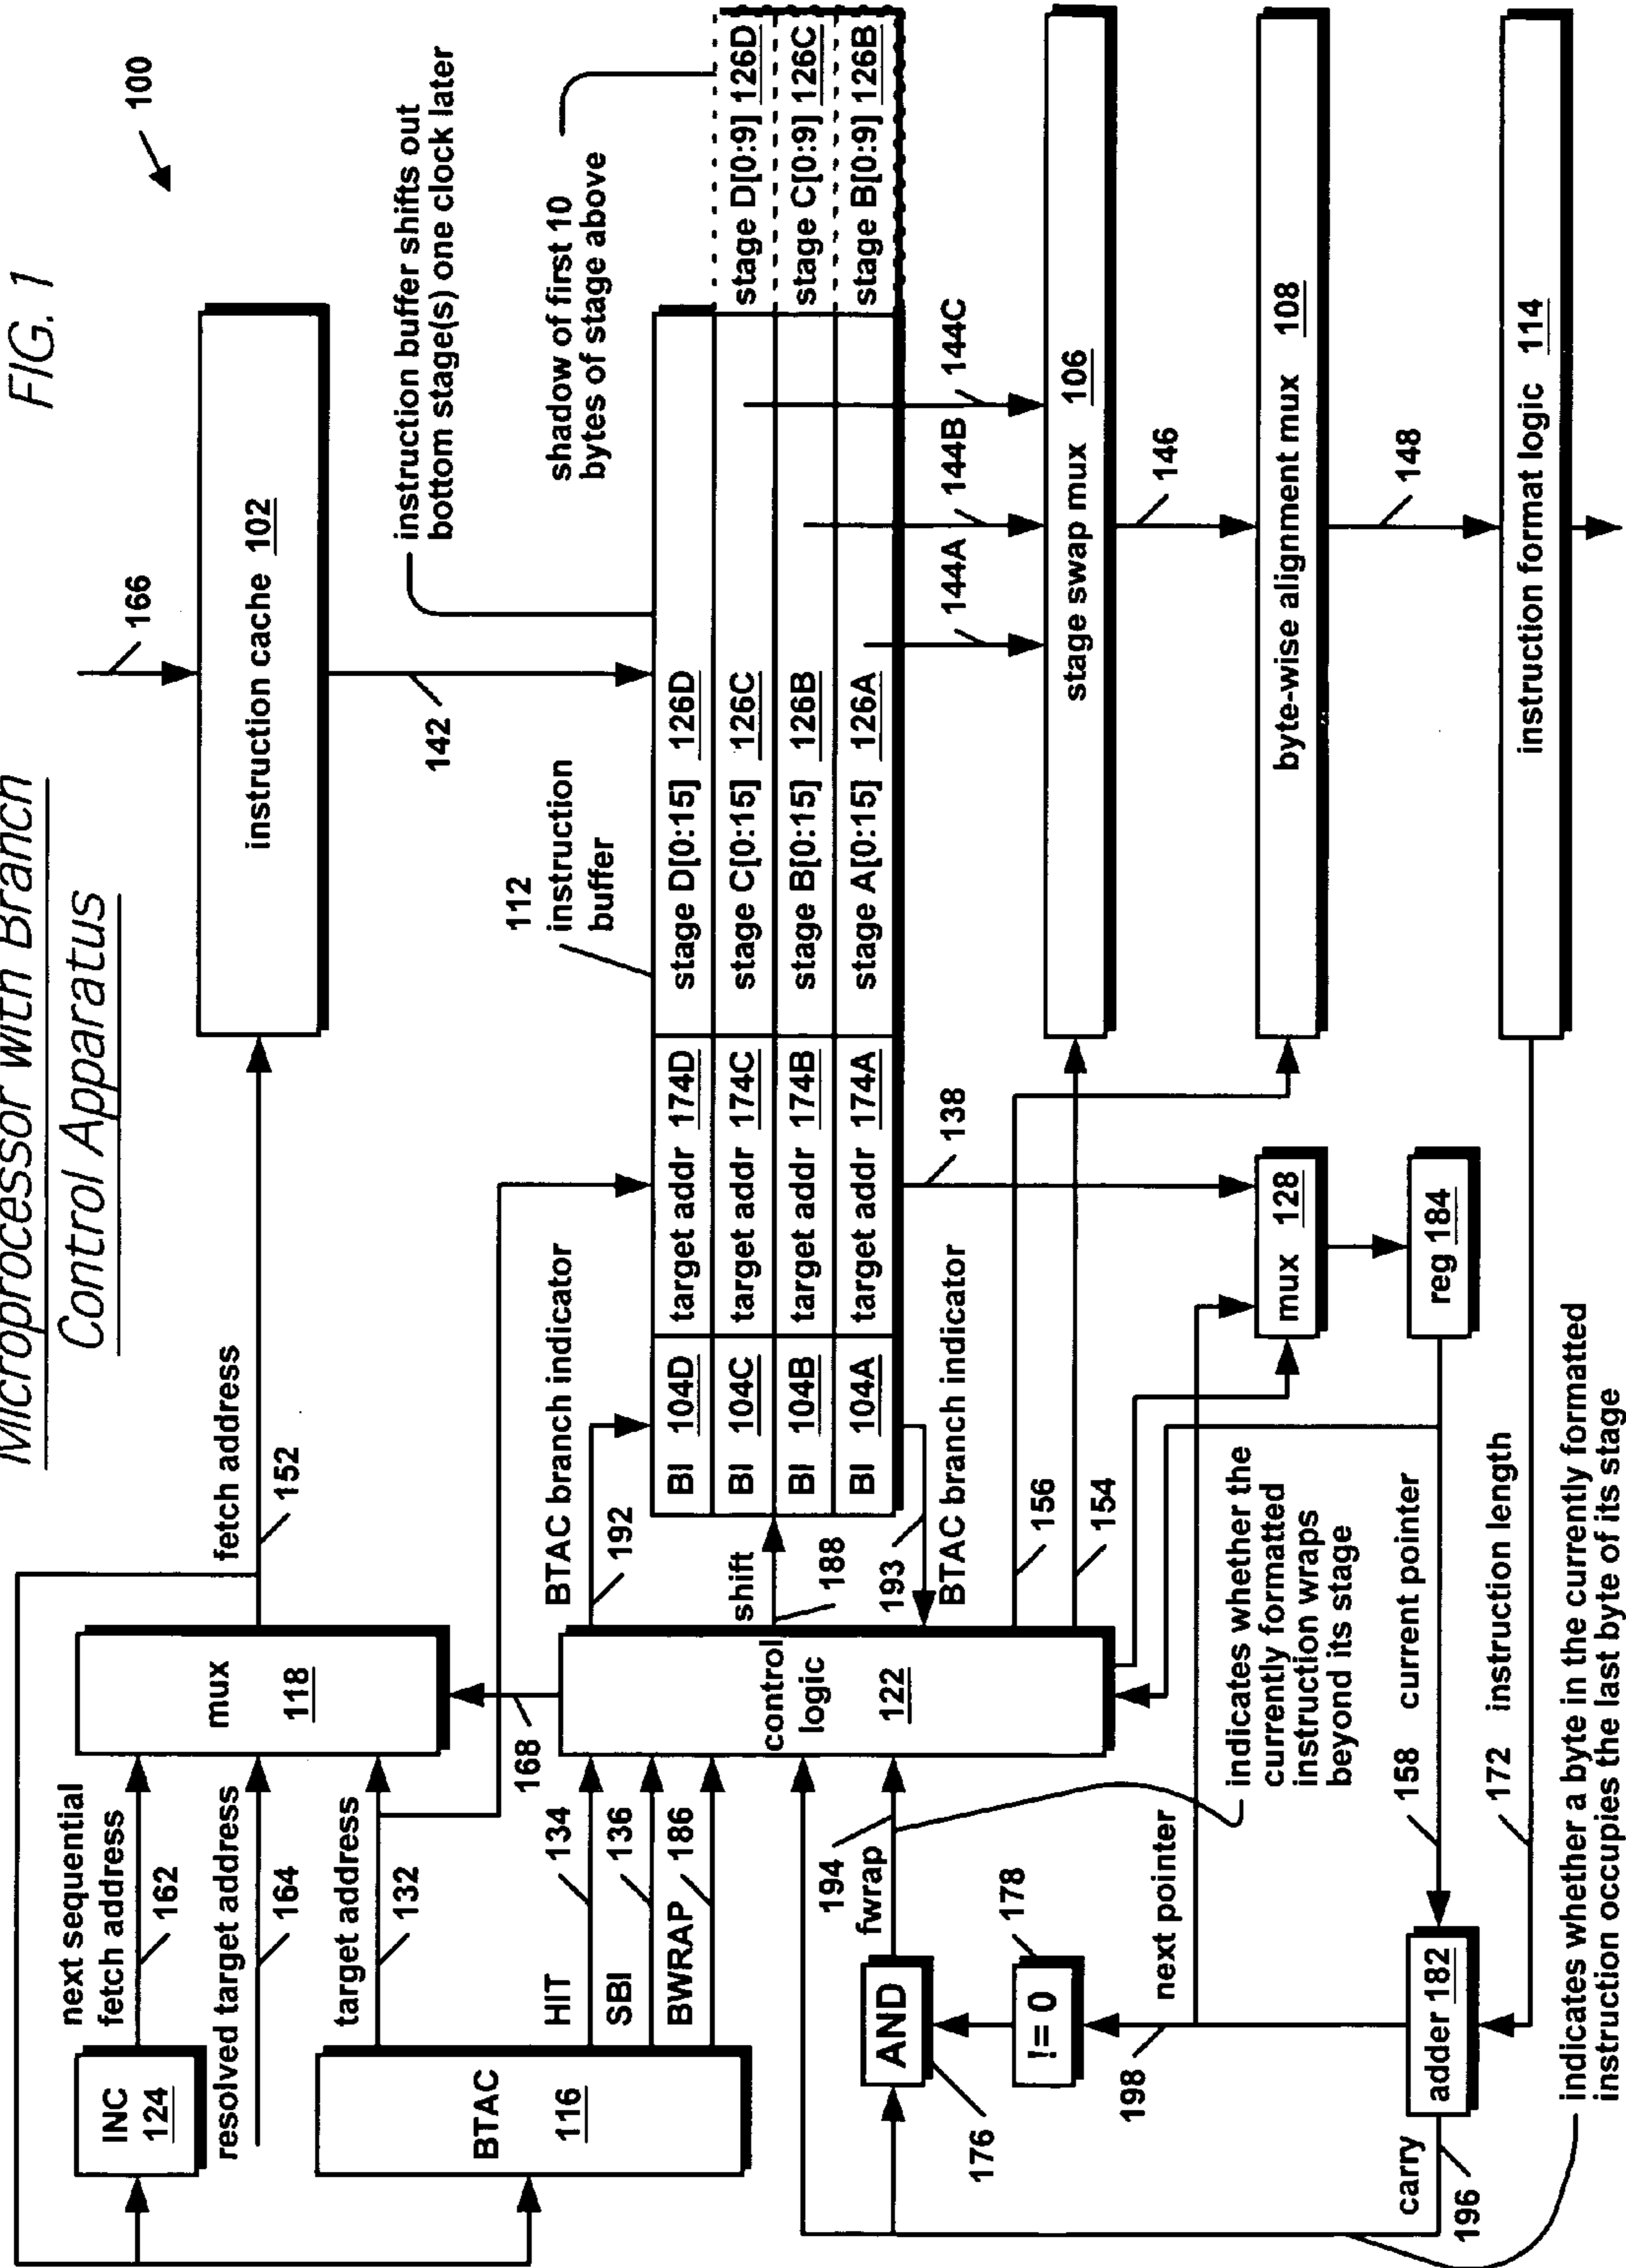 FIG. 1
Microprocessor with Branch
Control Apparatus
100
166
instruction cache 102
fetch address
152
142
instruction buffer shifts out
bottom stage(s) one clock later
shadow of first 10
bytes of stage above
next sequential
fetch address
162
INC
124
resolved target address
164
target address
132
mux
118
168
BTAC
116
HIT
134
SBI
136
BWRAP
186
control
logic
122
BTAC branch indicator
192
shift
188
193
BTAC branch indicator
112
instruction
buffer
BI 104D target addr 174D stage D[0:15] 126D
BI 104C target addr 174C stage C[0:15] 126C stage D[0:9] 126D
BI 104B target addr 174B stage B[0:15] 126B stage C[0:9] 126C
BI 104A target addr 174A stage A[0:15] 126A stage B[0:9] 126B
144A
144B
144C
138
156
154
stage swap mux 106
146
byte-wise alignment mux 108
148
instruction format logic 114
mux 128
reg 184
194
fwrap
AND
176
178
!= 0
198
next pointer
indicates whether the
currently formatted
instruction wraps
beyond its stage
158 current pointer
172 instruction length
adder 182
carry
196
indicates whether a byte in the currently formatted
instruction occupies the last byte of its stage